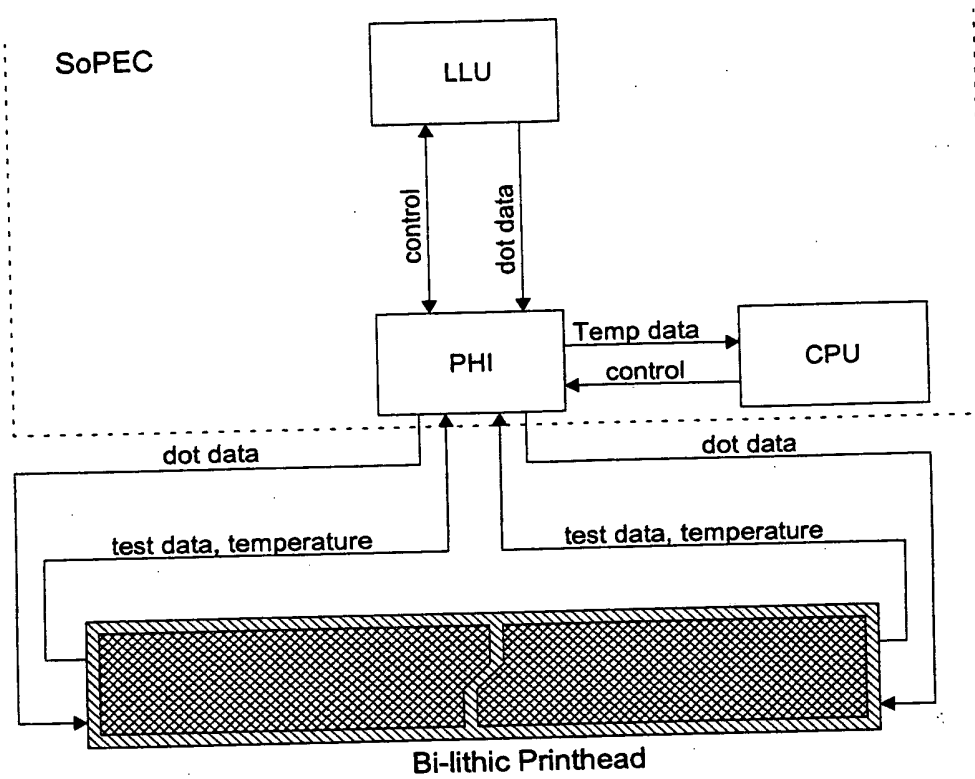 SoPEC
LLU
control
dot data
PHI
Temp data
control
CPU
dot data
dot data
test data, temperature
test data, temperature
Bi-lithic Printhead